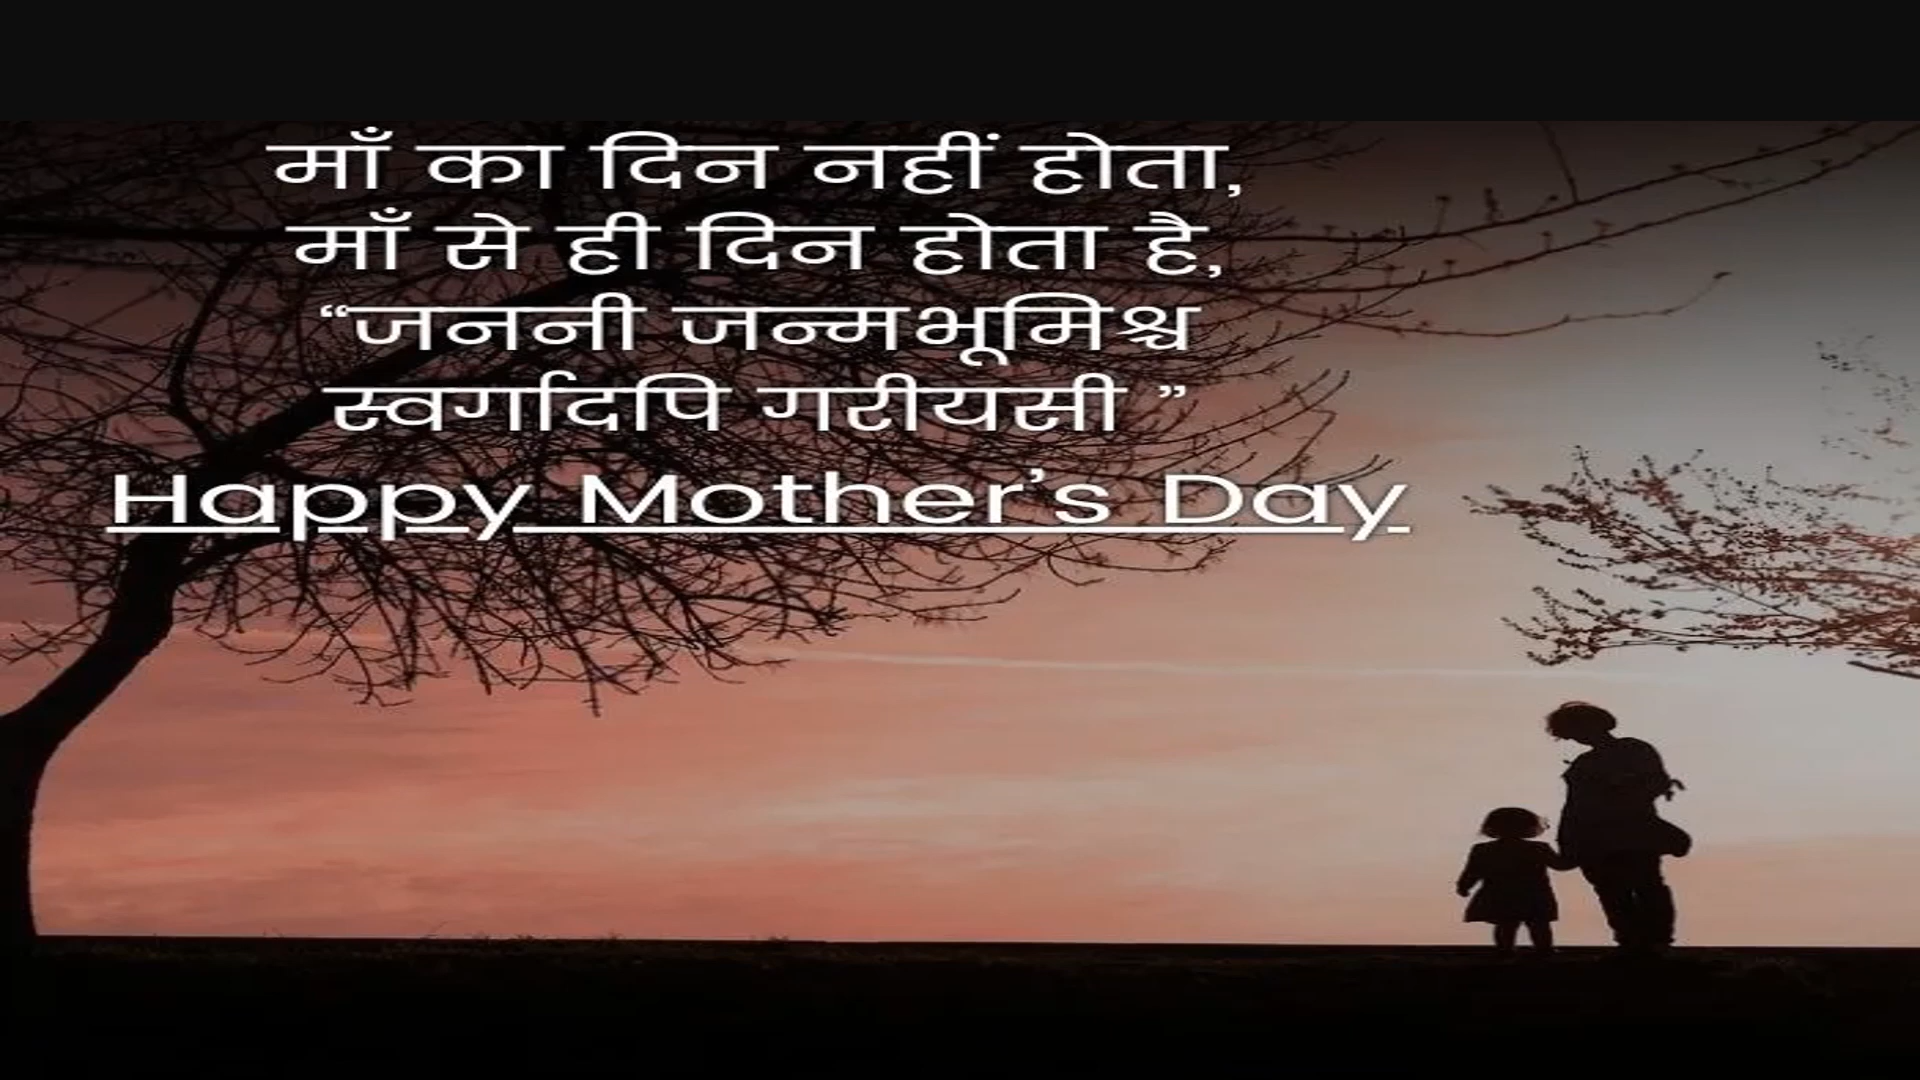 माँ का दिन नहीं होता,
माँ से ही दिन होता है,
“जननी जन्मभूमिश्च
स्वर्गादपि गरीयसी ”
Happy Mother’s Day